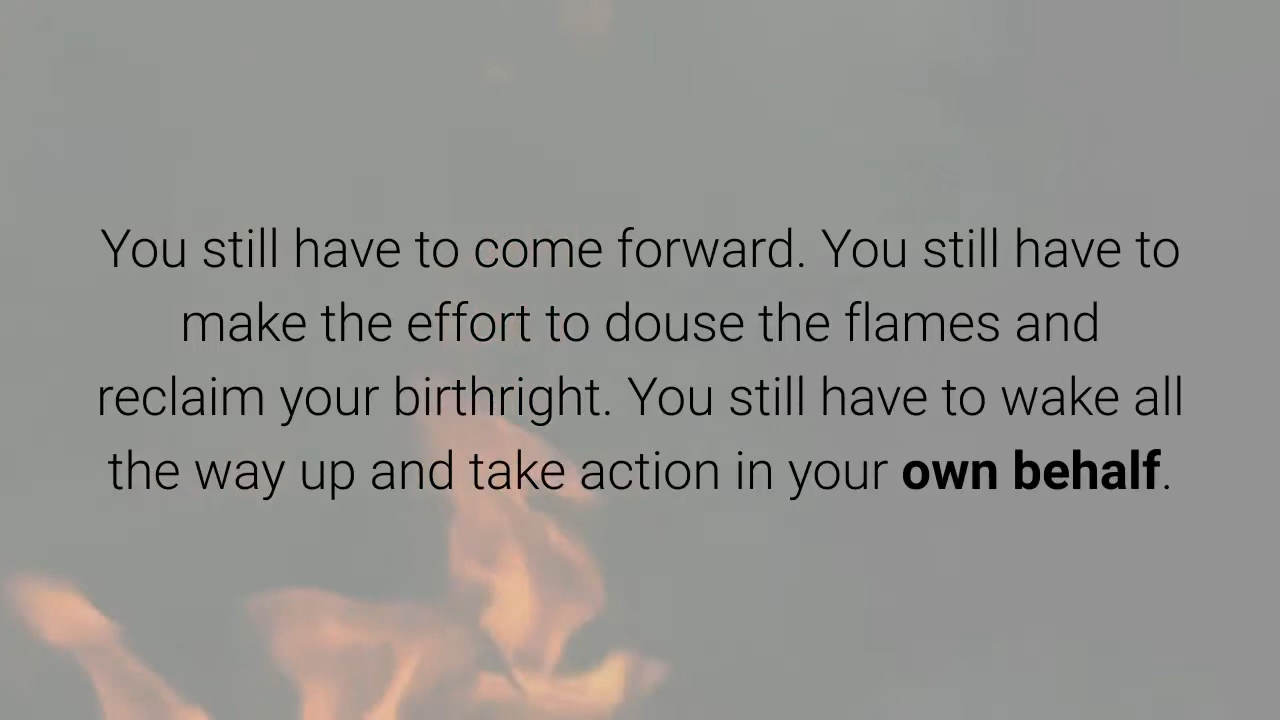 You still have to come forward. You still have to
make the effort to douse the flames and
reclaim your birthright. You still have to wake all
the way up and take action in your own behalf.